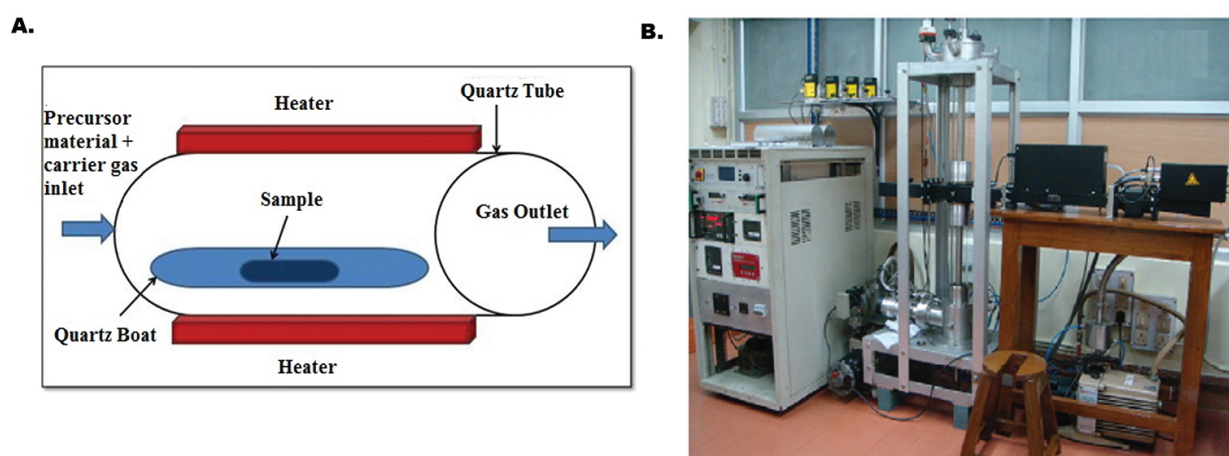 A.
B.
Heater
Quartz Tube
Precursor
material +
carrier gas
inlet
Sample
Gas Outlet
Quartz Boat
Heater